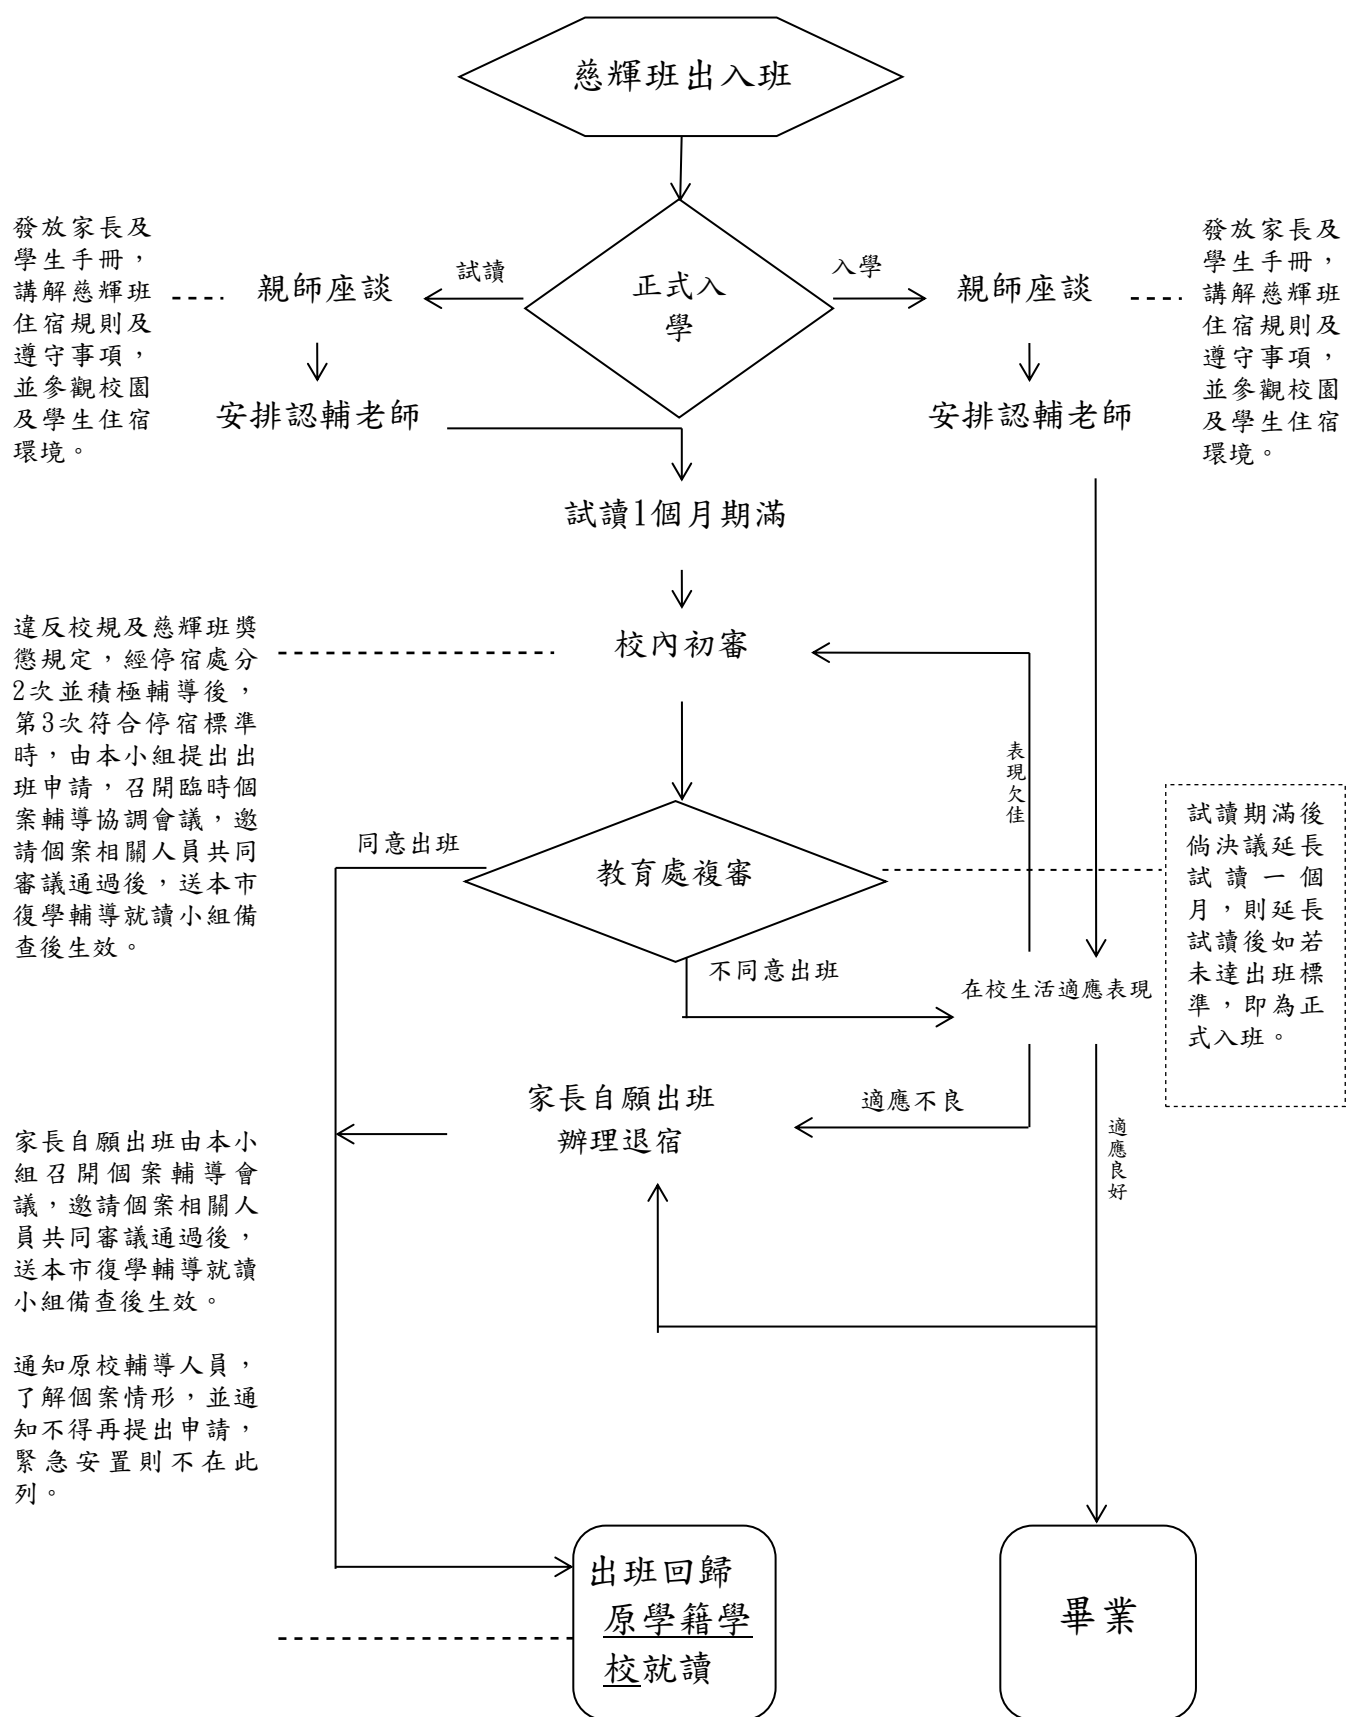 慈輝班出入班
發放家長及
學生手冊，
講解慈輝班
住宿規則及
遵守事項，
並參觀校園
及學生住宿
環境。
親師座談
試讀
正式入
學
入學
親師座談
發放家長及
學生手冊，
講解慈輝班
住宿規則及
遵守事項，
並參觀校園
及學生住宿
環境。
安排認輔老師
安排認輔老師
試讀1個月期滿
違反校規及慈輝班獎
懲規定，經停宿處分
2次並積極輔導後，
第3次符合停宿標準
時，由本小組提出出
班申請，召開臨時個
案輔導協調會議，邀
請個案相關人員共同
審議通過後，送本市
復學輔導就讀小組備
查後生效。
校內初審
表現欠佳
同意出班
教育處複審
試讀期滿後
倘決議延長
試讀一個
月，則延長
試讀後如若
未達出班標
準，即為正
式入班。
不同意出班
在校生活適應表現
家長自願出班
辦理退宿
適應不良
適應良好
家長自願出班由本小
組召開個案輔導會
議，邀請個案相關人
員共同審議通過後，
送本市復學輔導就讀
小組備查後生效。
通知原校輔導人員，
了解個案情形，並通
知不得再提出申請，
緊急安置則不在此
列。
出班回歸
原學籍學
校就讀
畢業